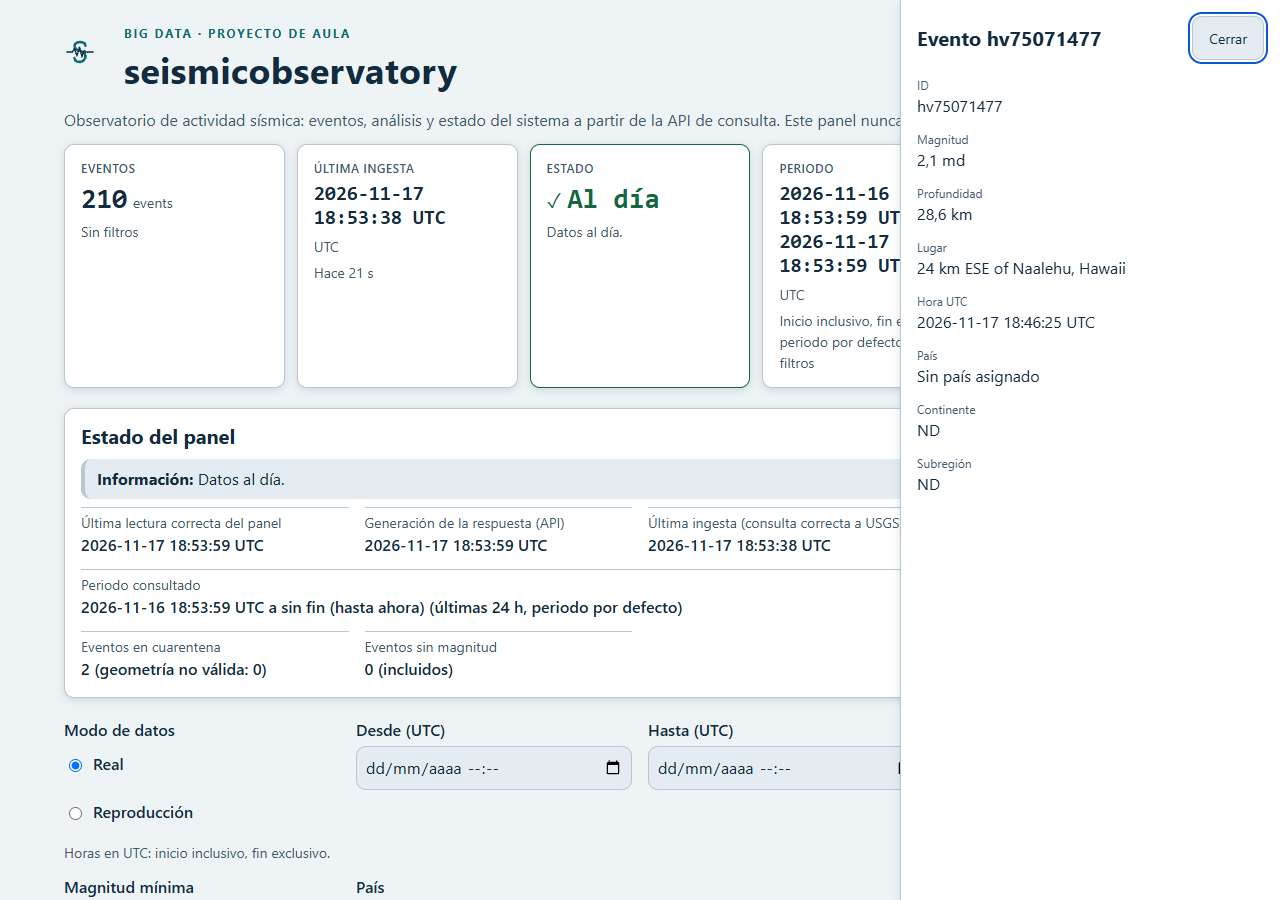 BIG DATA · PROYECTO DE AULA
seismicobservatory
Observatorio de actividad sísmica: eventos, análisis y estado del sistema a partir de la API de consulta. Este panel nunca
EVENTOS
210 events
Sin filtros
ÚLTIMA INGESTA
2026-11-17
18:53:38 UTC
UTC
Hace 21 s
ESTADO
✓ Al día
Datos al día.
PERIODO
2026-11-16
18:53:59 UT
2026-11-17
18:53:59 UT
UTC
Inicio inclusivo, fin e
periodo por defecto
filtros
Estado del panel
Información: Datos al día.
Última lectura correcta del panel
2026-11-17 18:53:59 UTC
Generación de la respuesta (API)
2026-11-17 18:53:59 UTC
Última ingesta (consulta correcta a USGS
2026-11-17 18:53:38 UTC
Periodo consultado
2026-11-16 18:53:59 UTC a sin fin (hasta ahora) (últimas 24 h, periodo por defecto)
Eventos en cuarentena
2 (geometría no válida: 0)
Eventos sin magnitud
0 (incluidos)
Modo de datos
Real
Reproducción
Desde (UTC)
dd/mm/aaaa --:--
Hasta (UTC)
dd/mm/aaaa --:--
Horas en UTC: inicio inclusivo, fin exclusivo.
Magnitud mínima
País
Evento hv75071477
Cerrar
ID
hv75071477
Magnitud
2,1 md
Profundidad
28,6 km
Lugar
24 km ESE of Naalehu, Hawaii
Hora UTC
2026-11-17 18:46:25 UTC
País
Sin país asignado
Continente
ND
Subregión
ND